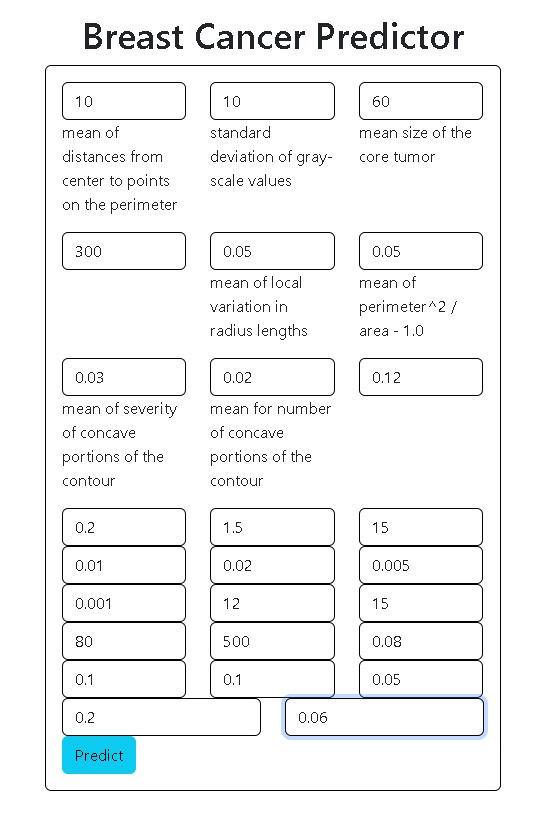 Breast Cancer Predictor
10 10 60
mean of standard mean size of the
distances from deviation of gray- core tumor
center to points scale values
on the perimeter
300 0.05 0.05
mean of local mean of
variation in perimeter^2 /
radius lengths area - 1.0
0.03 0.02 0.12
mean of severity mean for number
of concave of concave
portions of the portions of the
contour contour
0.2 1.5 15
0.01 0.02 0.005
0.001 12 15
80 500 0.08
0.1 0.1 0.05
0.2 0.06
Predict